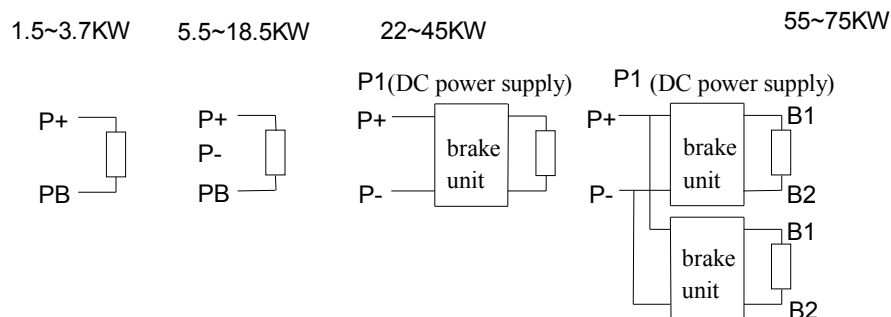 1.5~3.7KW 5.5~18.5KW 22~45KW 55~75KW
P1(DC power supply) P1 (DC power supply)
P+ P+ P+ P+ B1
P- brake brake
unit unit
PB PB P- P- B2
B1
brake
unit
B2